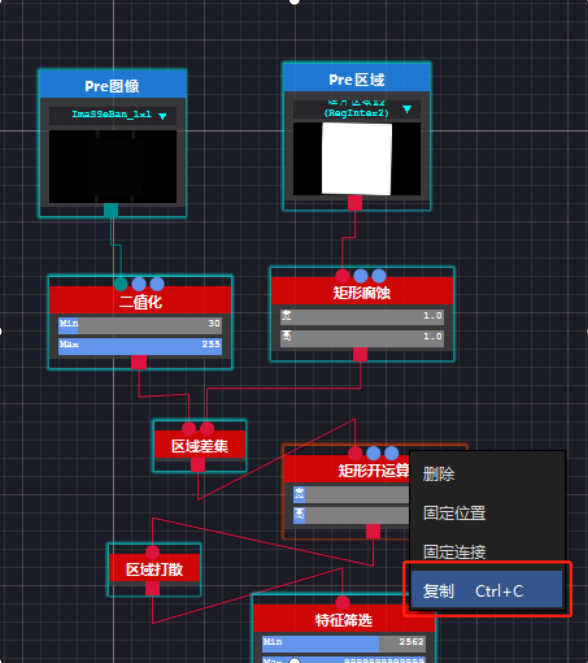 Pre图像
Pre区域
ImaSSeBan_1x1
(RegInter2)
二值化
矩形腐蚀
Min 30
宽 1.0
Max 255
高 1.0
区域差集
矩形开运算
宽
高
删除
固定位置
固定连接
复制 Ctrl+C
区域打散
特征筛选
Min 2562
Max